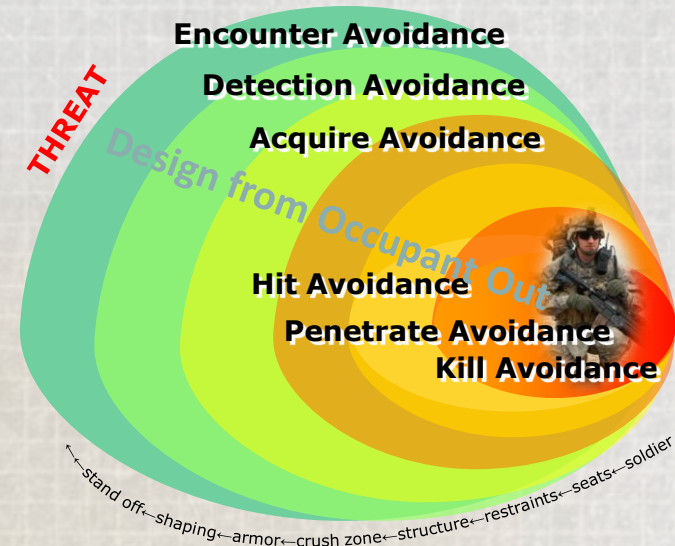 Encounter Avoidance
THREAT
Detection Avoidance
Acquire Avoidance
Design from Occupant Out
Hit Avoidance
Penetrate Avoidance
Kill Avoidance
←stand off←shaping←armor←crush zone←structure←restraints←seats←soldier